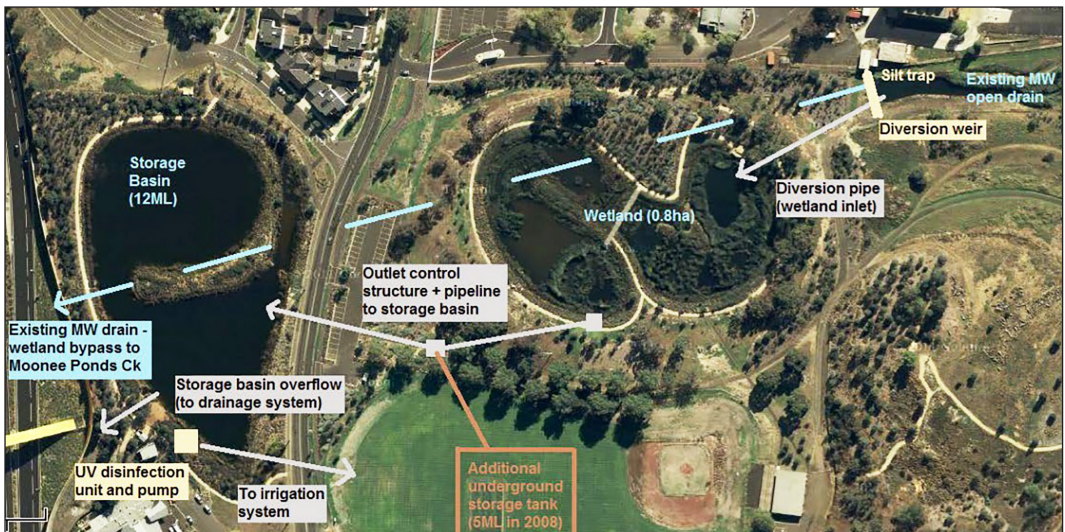 Silt trap
Existing MW
open drain
Diversion weir
Storage
Basin
(12ML)
Diversion pipe
(wetland inlet)
Wetland (0.8ha)
Outlet control
structure + pipeline
to storage basin
Existing MW drain -
wetland bypass to
Moonee Ponds Ck
Storage basin overflow
(to drainage system)
UV disinfection
unit and pump
To irrigation
system
Additional
underground
storage tank
(5ML in 2008)